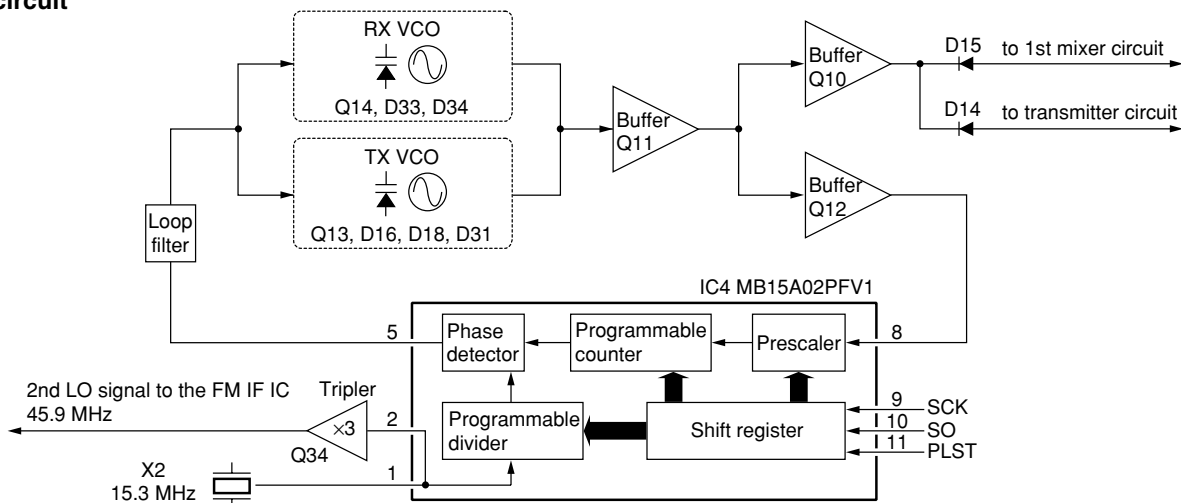 circuit
RX VCO
Q14, D33, D34
TX VCO
Q13, D16, D18, D31
Loop
filter
Buffer
Q11
Buffer
Q10
Buffer
Q12
D15
to 1st mixer circuit
D14
to transmitter circuit
IC4 MB15A02PFV1
5
Phase
detector
Programmable
counter
Prescaler
8
2nd LO signal to the FM IF IC
45.9 MHz
Tripler
×3
Q34
2
Programmable
divider
Shift register
9
SCK
10
SO
11
PLST
1
X2
15.3 MHz